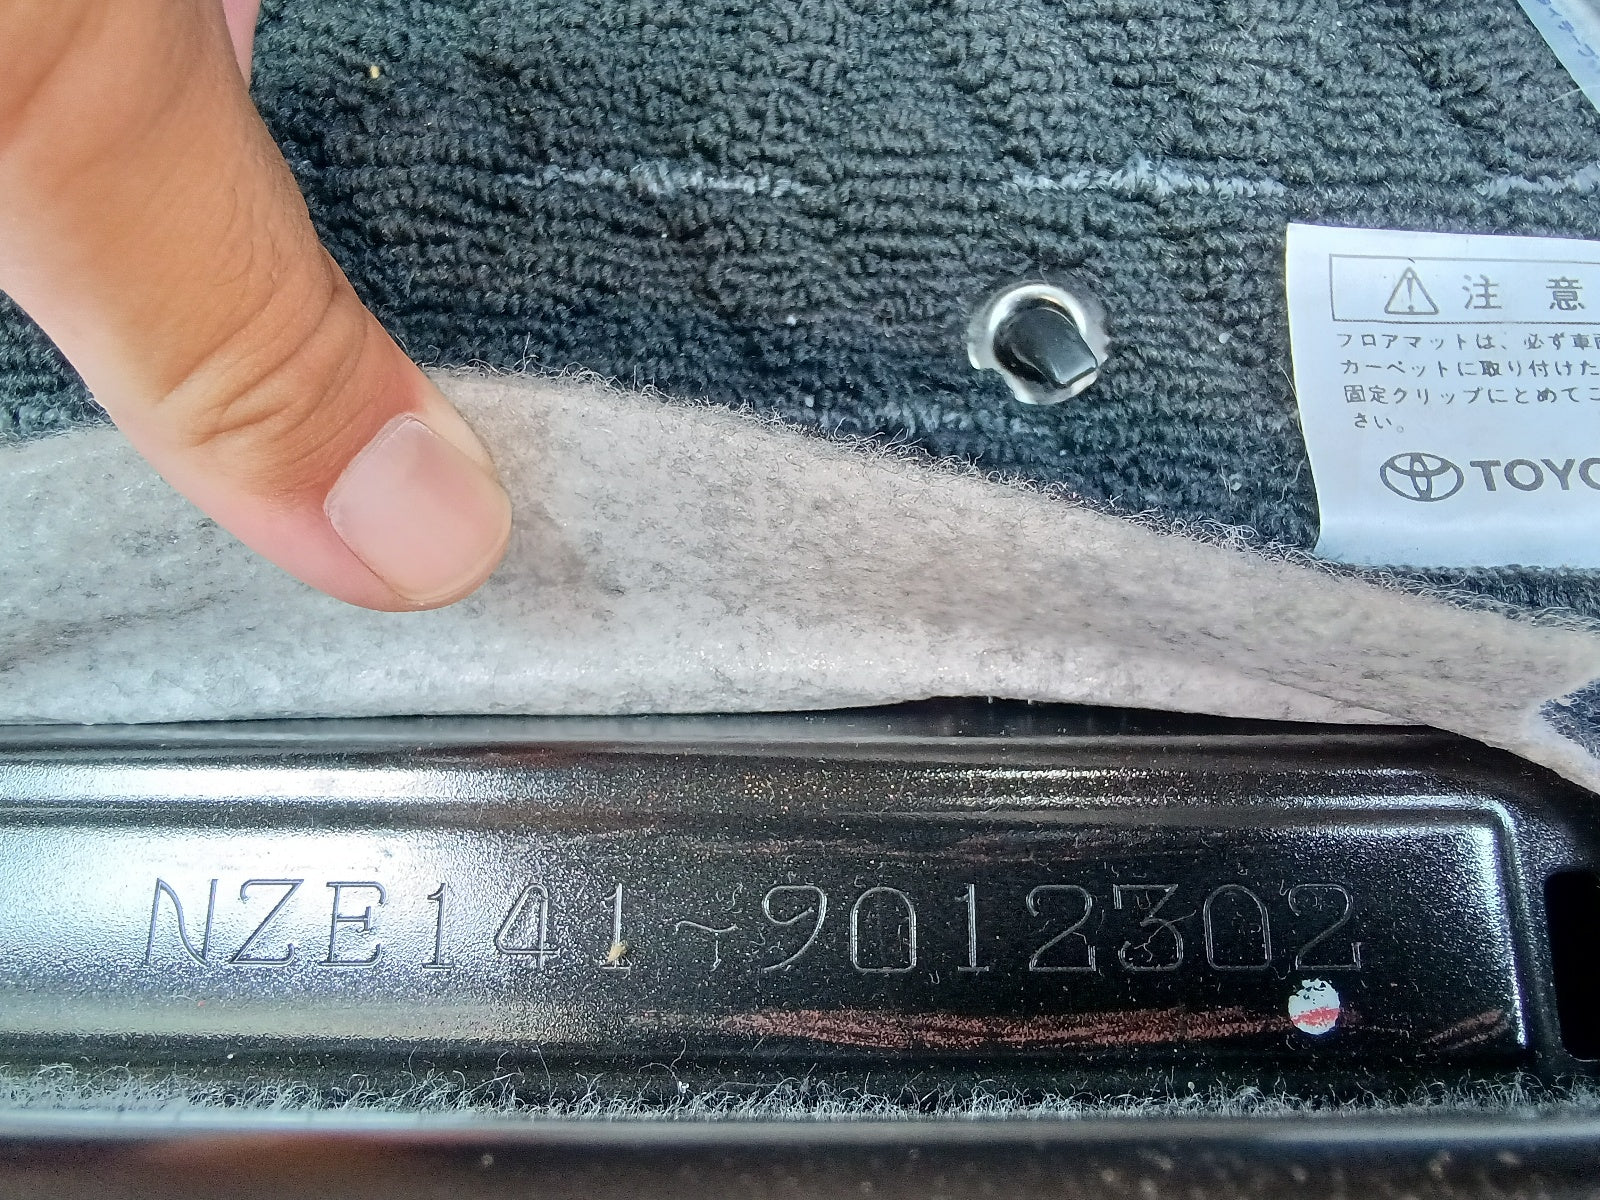 注 意
フロアマットは、必ず車両
カーペットに取り付けた
固定クリップにとめてこ
さい。
TOYO
NZE141-9012302